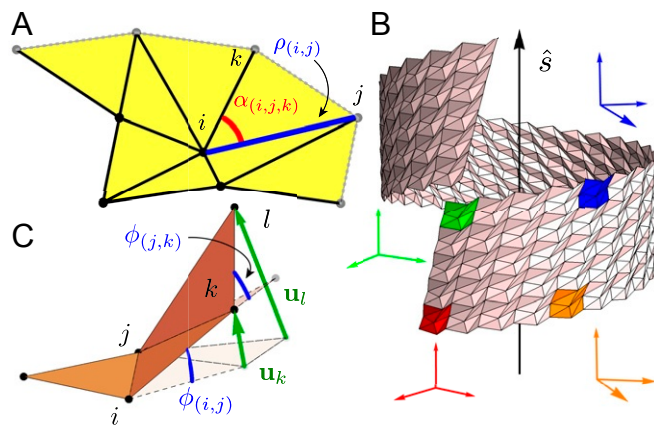 A
k
ρ(i,j)
j
α(i,j,k)
i
B
ŝ
C
l
ϕ(j,k)
k
u_l
j
u_k
i
ϕ(i,j)